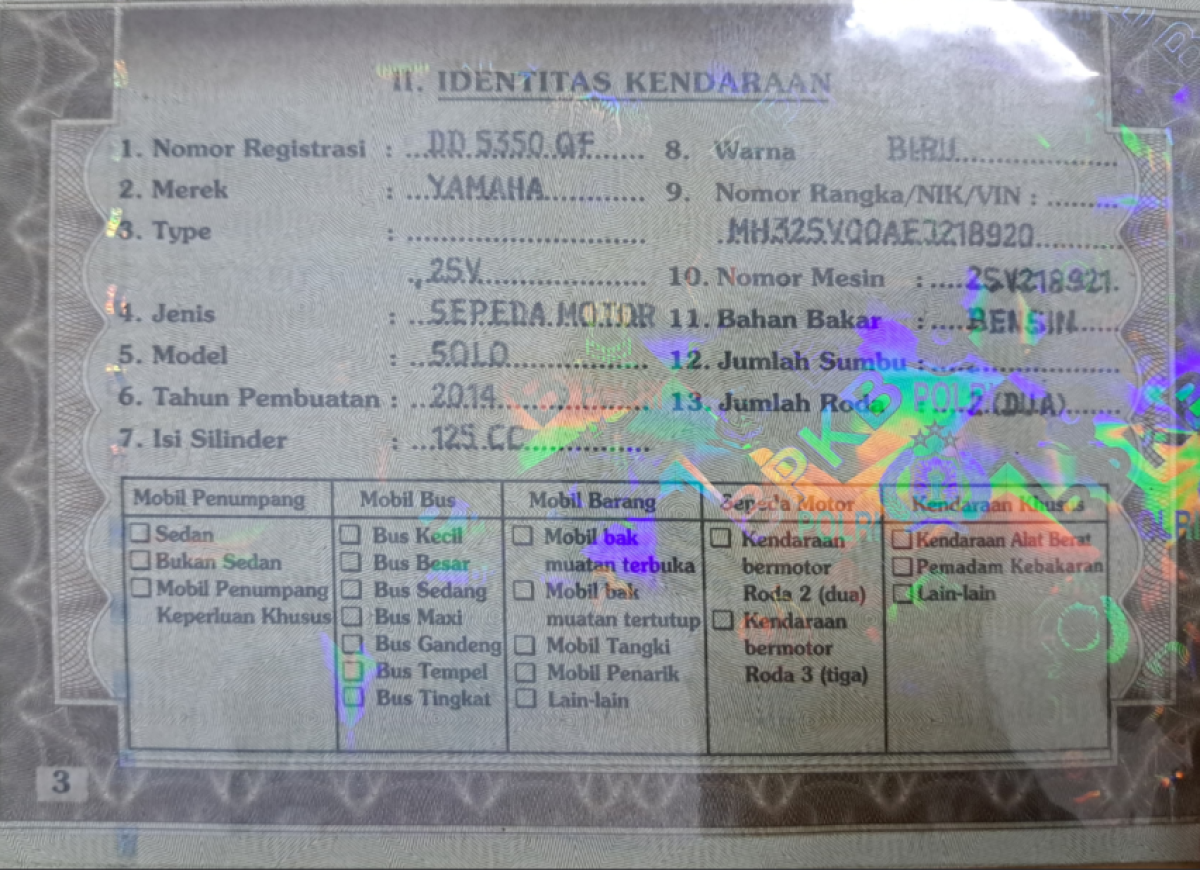 II. IDENTITAS KENDARAAN
1. Nomor Registrasi : DD 5350 QF
2. Merek : YAMAHA
3. Type :
25V
4. Jenis : SEPEDA MOTOR
5. Model : SOLO
6. Tahun Pembuatan : 2014
7. Isi Silinder : 125 CC
8. Warna BIRU
9. Nomor Rangka/NIK/VIN :
MH325V00AEJ218920
10. Nomor Mesin : 25V218921
11. Bahan Bakar : BENSIN
12. Jumlah Sumbu :
13. Jumlah Roda 2 (DUA)
Mobil Penumpang
Sedan
Bukan Sedan
Mobil Penumpang
Keperluan Khusus
Mobil Bus
Bus Kecil
Bus Besar
Bus Sedang
Bus Maxi
Bus Gandeng
Bus Tempel
Bus Tingkat
Mobil Barang
Mobil bak
muatan terbuka
Mobil bak
muatan tertutup
Mobil Tangki
Mobil Penarik
Lain-lain
Sepeda Motor
Kendaraan
bermotor
Roda 2 (dua)
Kendaraan
bermotor
Roda 3 (tiga)
Kendaraan Khusus
Kendaraan Alat Berat
Pemadam Kebakaran
Lain-lain
BPKB
POLRI
POLRI
3